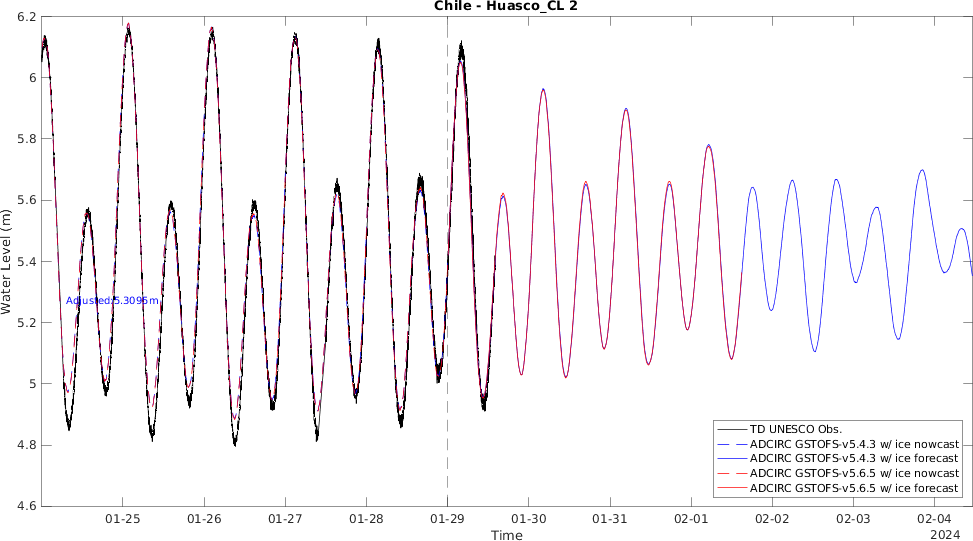 Chile - Huasco_CL 2
Water Level (m)
6.2
6
5.8
5.6
5.4
5.2
5
4.8
4.6
Adjusted:5.3095m
TD UNESCO Obs.
ADCIRC GSTOFS-v5.4.3 w/ ice nowcast
ADCIRC GSTOFS-v5.4.3 w/ ice forecast
ADCIRC GSTOFS-v5.6.5 w/ ice nowcast
ADCIRC GSTOFS-v5.6.5 w/ ice forecast
01-25 01-26 01-27 01-28 01-29 01-30 01-31 02-01 02-02 02-03 02-04
Time
2024